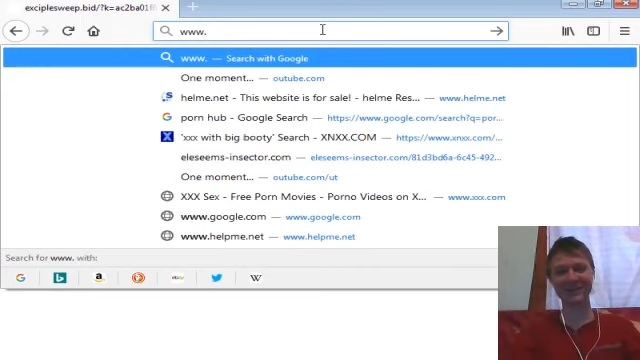 exciplesweep.bid/?k=ac2ba01f
www.
www. — Search with Google
One moment... — outube.com
helme.net - This website is for sale! - helme Res... — www.helme.net
porn hub - Google Search — https://www.google.com/search?q=por...
'xxx with big booty' Search - XNXX.COM — https://www.xnxx.com/...
eleseems-insector.com — eleseems-insector.com/81d3bd6a-6c45-492...
One moment... — outube.com/ut
XXX Sex - Free Porn Movies - Porno Videos on X... — www.xxx.com
www.google.com — www.google.com
www.helpme.net — www.helpme.net
Search for www. with:
ebay
W